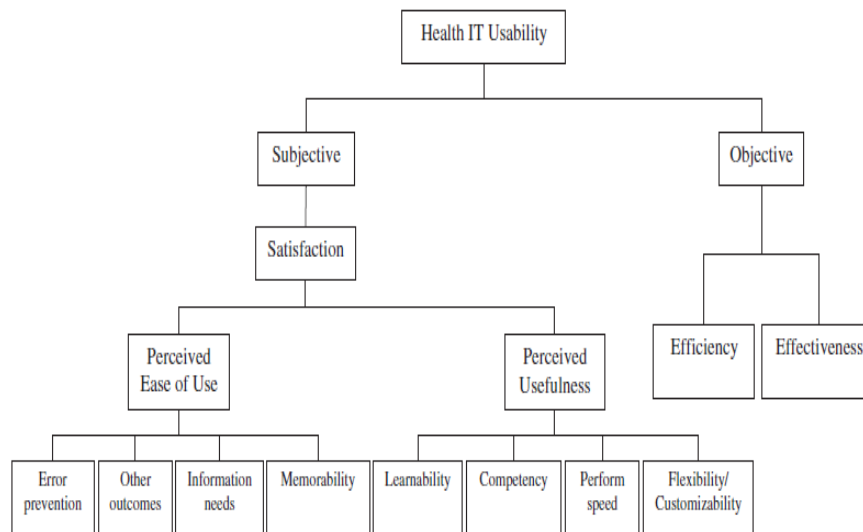 Health IT Usability
Subjective
Objective
Satisfaction
Efficiency
Effectiveness
Perceived
Ease of Use
Perceived
Usefulness
Error
prevention
Other
outcomes
Information
needs
Memorability
Learnability
Competency
Perform
speed
Flexibility/
Customizability